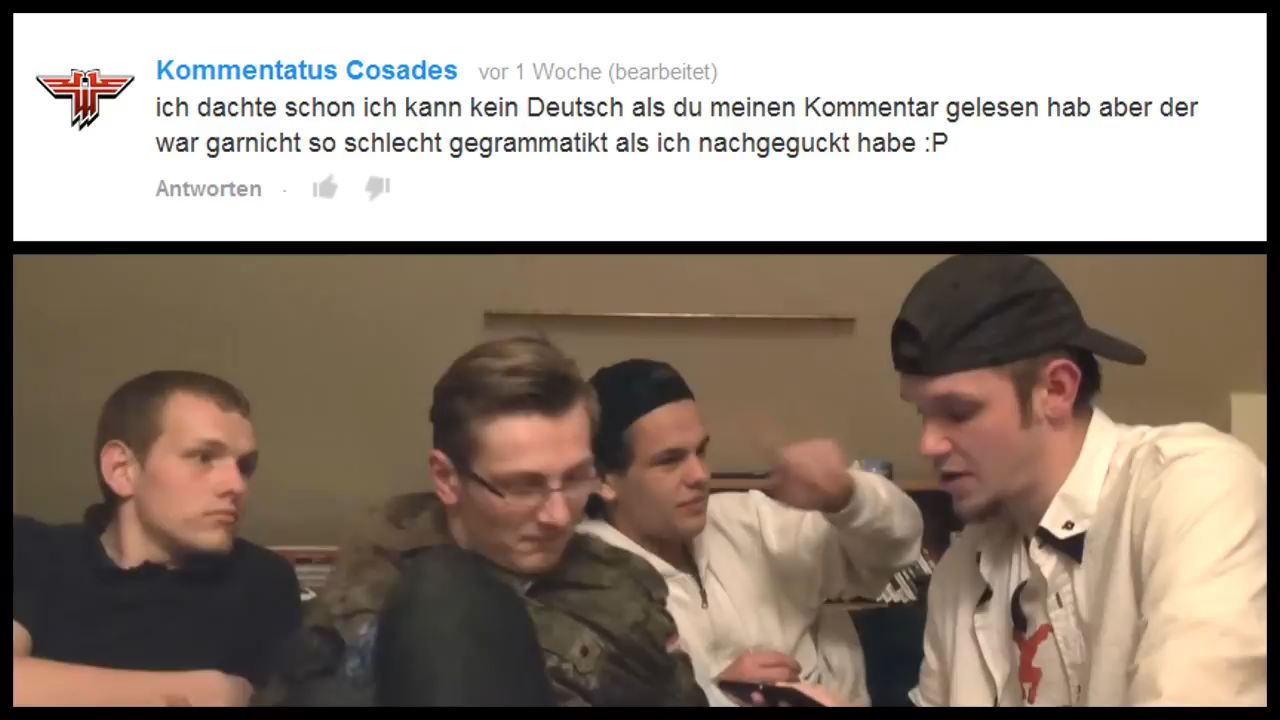 Kommentatus Cosades vor 1 Woche (bearbeitet)
ich dachte schon ich kann kein Deutsch als du meinen Kommentar gelesen hab aber der
war garnicht so schlecht gegrammatikt als ich nachgeguckt habe :P
Antworten ·